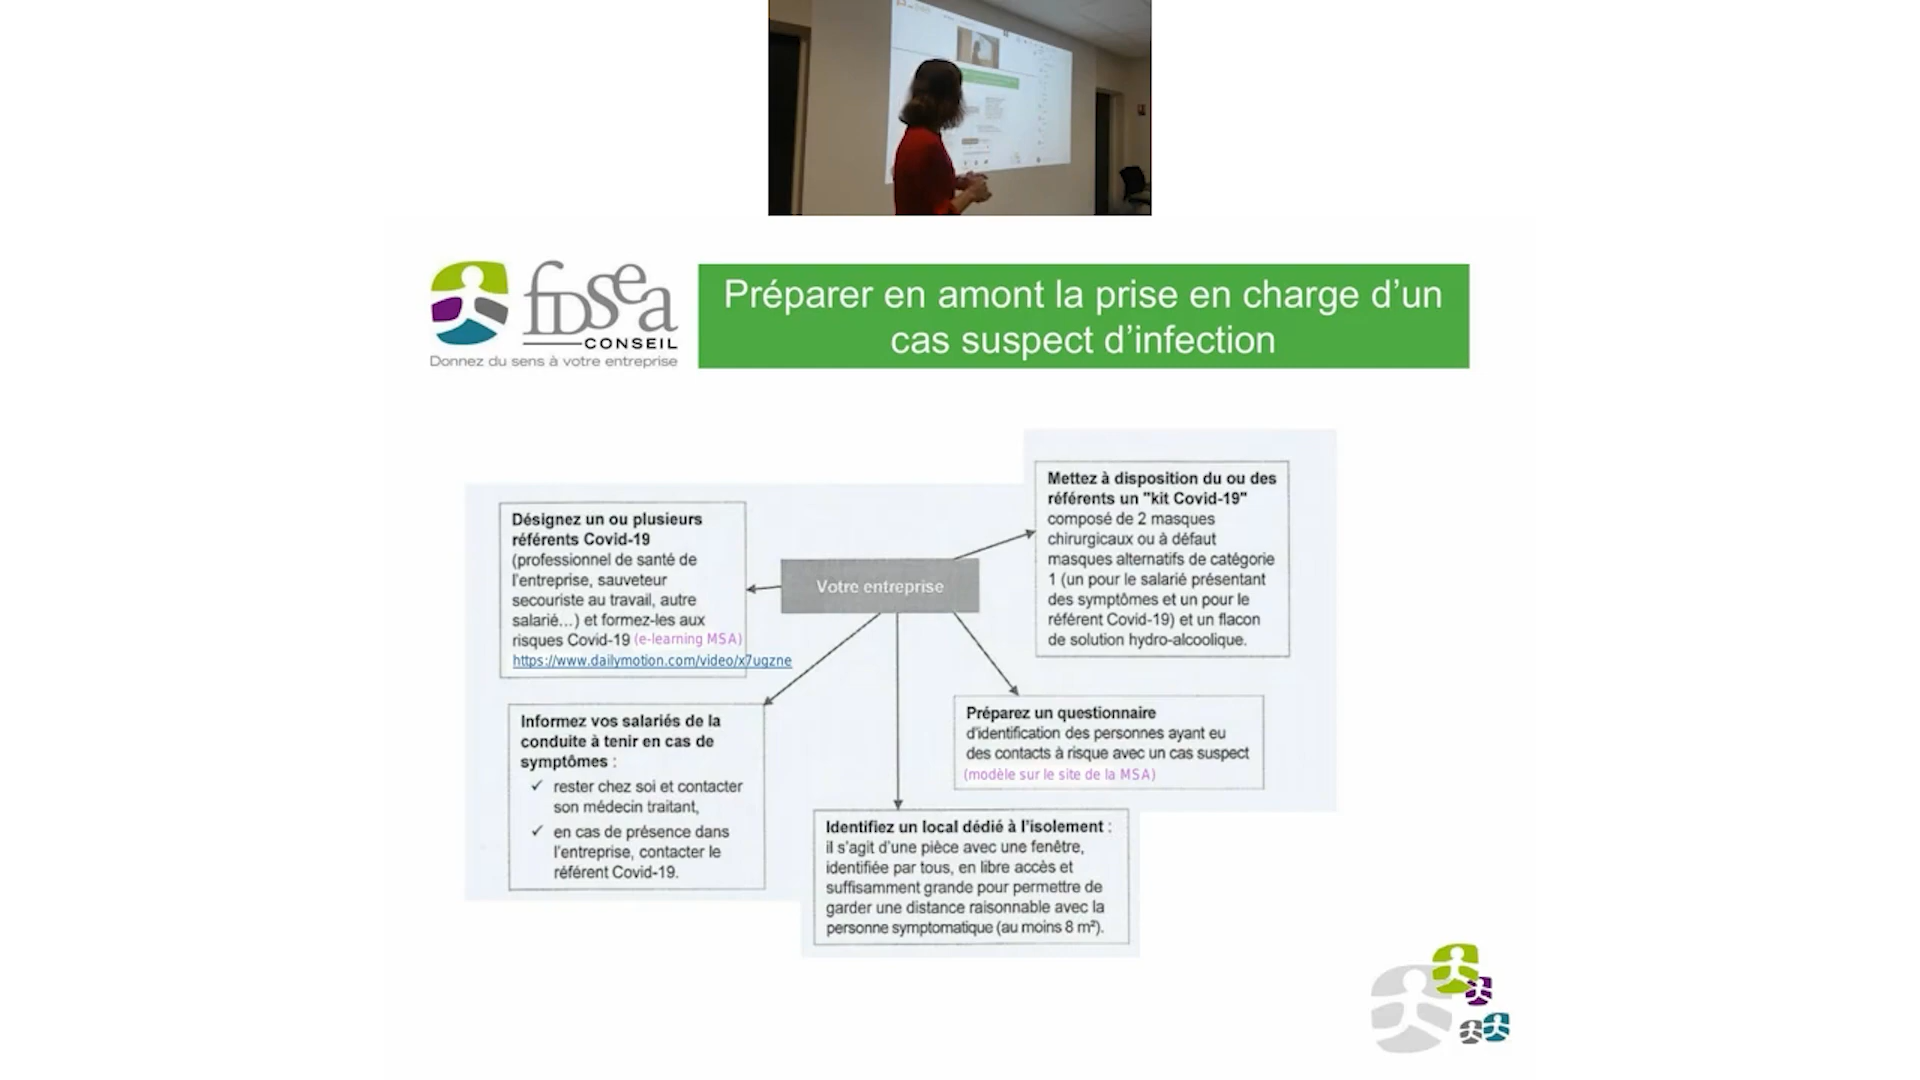 fdsea
CONSEIL
Donnez du sens à votre entreprise
Préparer en amont la prise en charge d’un
cas suspect d’infection
Votre entreprise
Désignez un ou plusieurs
référents Covid-19
(professionnel de santé de
l'entreprise, sauveteur
secouriste au travail, autre
salarié...) et formez-les aux
risques Covid-19 (e-learning MSA)
https://www.dailymotion.com/video/x7ugzne
Mettez à disposition du ou des
référents un "kit Covid-19"
composé de 2 masques
chirurgicaux ou à défaut
masques alternatifs de catégorie
1 (un pour le salarié présentant
des symptômes et un pour le
référent Covid-19) et un flacon
de solution hydro-alcoolique.
Informez vos salariés de la
conduite à tenir en cas de
symptômes :
✓ rester chez soi et contacter
son médecin traitant,
✓ en cas de présence dans
l'entreprise, contacter le
référent Covid-19.
Préparez un questionnaire
d'identification des personnes ayant eu
des contacts à risque avec un cas suspect
(modèle sur le site de la MSA)
Identifiez un local dédié à l'isolement :
il s'agit d'une pièce avec une fenêtre,
identifiée par tous, en libre accès et
suffisamment grande pour permettre de
garder une distance raisonnable avec la
personne symptomatique (au moins 8 m²).